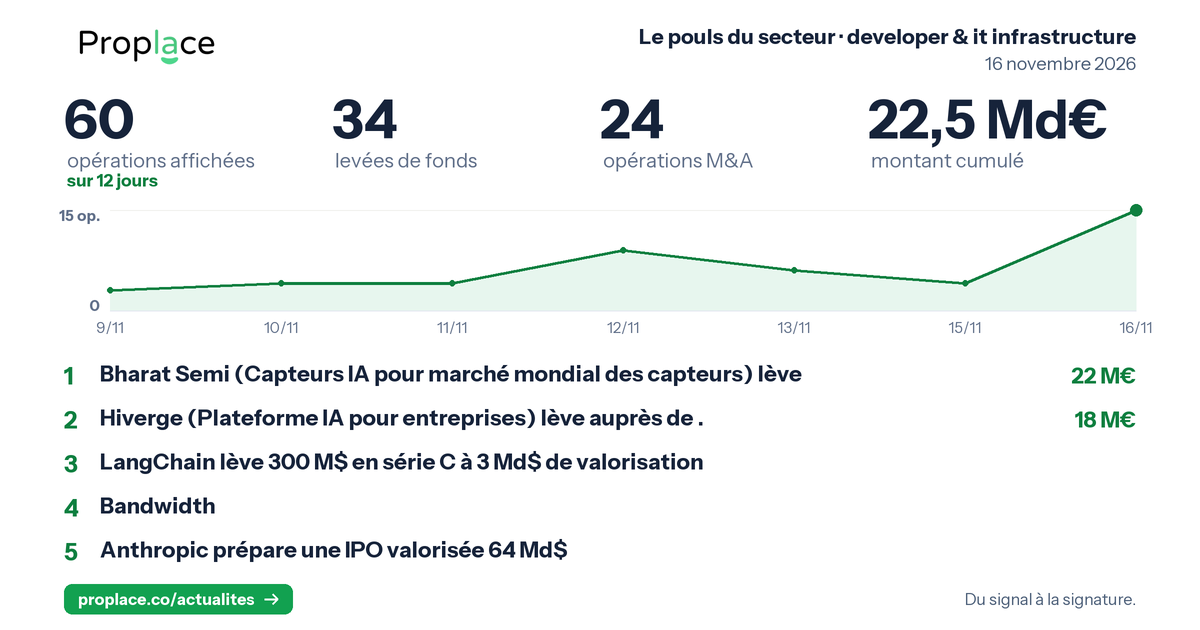 Proplace
Le pouls du secteur · developer & it infrastructure
16 novembre 2026
60
opérations affichées
sur 12 jours
34
levées de fonds
24
opérations M&A
22,5 Md€
montant cumulé
15 op.
0
9/11 10/11 11/11 12/11 13/11 15/11 16/11
1 Bharat Semi (Capteurs IA pour marché mondial des capteurs) lève 22 M€
2 Hiverge (Plateforme IA pour entreprises) lève auprès de . 18 M€
3 LangChain lève 300 M$ en série C à 3 Md$ de valorisation
4 Bandwidth
5 Anthropic prépare une IPO valorisée 64 Md$
proplace.co/actualites →
Du signal à la signature.